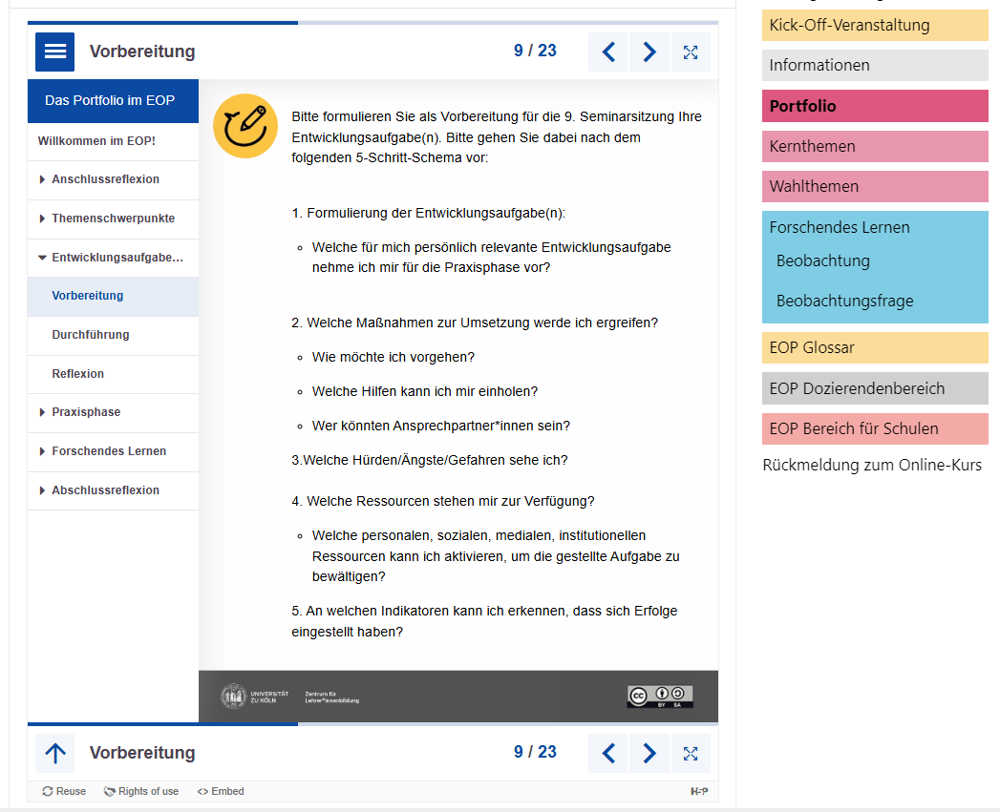 Vorbereitung
9 / 23
Das Portfolio im EOP
Willkommen im EOP!
Anschlussreflexion
Themenschwerpunkte
Entwicklungsaufgabe...
Vorbereitung
Durchführung
Reflexion
Praxisphase
Forschendes Lernen
Abschlussreflexion
Bitte formulieren Sie als Vorbereitung für die 9. Seminarsitzung Ihre
Entwicklungsaufgabe(n). Bitte gehen Sie dabei nach dem
folgenden 5-Schritt-Schema vor:
1. Formulierung der Entwicklungsaufgabe(n):
Welche für mich persönlich relevante Entwicklungsaufgabe
nehme ich mir für die Praxisphase vor?
2. Welche Maßnahmen zur Umsetzung werde ich ergreifen?
Wie möchte ich vorgehen?
Welche Hilfen kann ich mir einholen?
Wer könnten Ansprechpartner*innen sein?
3.Welche Hürden/Ängste/Gefahren sehe ich?
4. Welche Ressourcen stehen mir zur Verfügung?
Welche personalen, sozialen, medialen, institutionellen
Ressourcen kann ich aktivieren, um die gestellte Aufgabe zu
bewältigen?
5. An welchen Indikatoren kann ich erkennen, dass sich Erfolge
eingestellt haben?
UNIVERSITÄT
ZU KÖLN
Zentrum für
Lehrer*innenbildung
cc
BY SA
Vorbereitung
9 / 23
Reuse
Rights of use
<> Embed
H5P
Kick-Off-Veranstaltung
Informationen
Portfolio
Kernthemen
Wahlthemen
Forschendes Lernen
Beobachtung
Beobachtungsfrage
EOP Glossar
EOP Dozierendenbereich
EOP Bereich für Schulen
Rückmeldung zum Online-Kurs